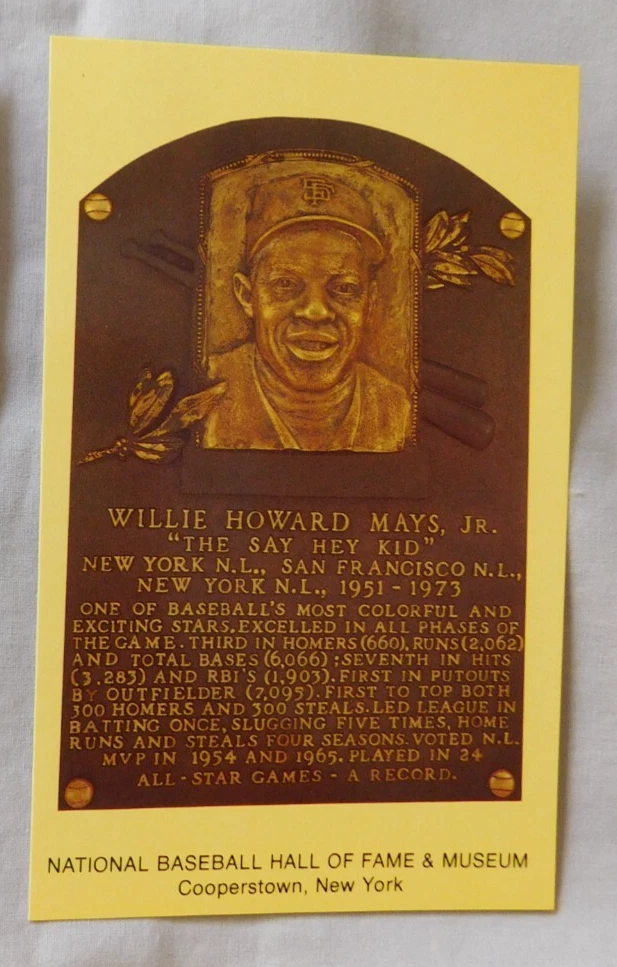 SF
WILLIE HOWARD MAYS, JR.
"THE SAY HEY KID"
NEW YORK N.L., SAN FRANCISCO N.L.,
NEW YORK N.L., 1951 - 1973
ONE OF BASEBALL'S MOST COLORFUL AND
EXCITING STARS. EXCELLED IN ALL PHASES OF
THE GAME. THIRD IN HOMERS (660), RUNS (2,062)
AND TOTAL BASES (6,066); SEVENTH IN HITS
(3,283) AND RBI'S (1,903). FIRST IN PUTOUTS
BY OUTFIELDER (7,095). FIRST TO TOP BOTH
300 HOMERS AND 300 STEALS. LED LEAGUE IN
BATTING ONCE, SLUGGING FIVE TIMES, HOME
RUNS AND STEALS FOUR SEASONS. VOTED N.L.
MVP IN 1954 AND 1965. PLAYED IN 24
ALL-STAR GAMES - A RECORD.
NATIONAL BASEBALL HALL OF FAME & MUSEUM
Cooperstown, New York